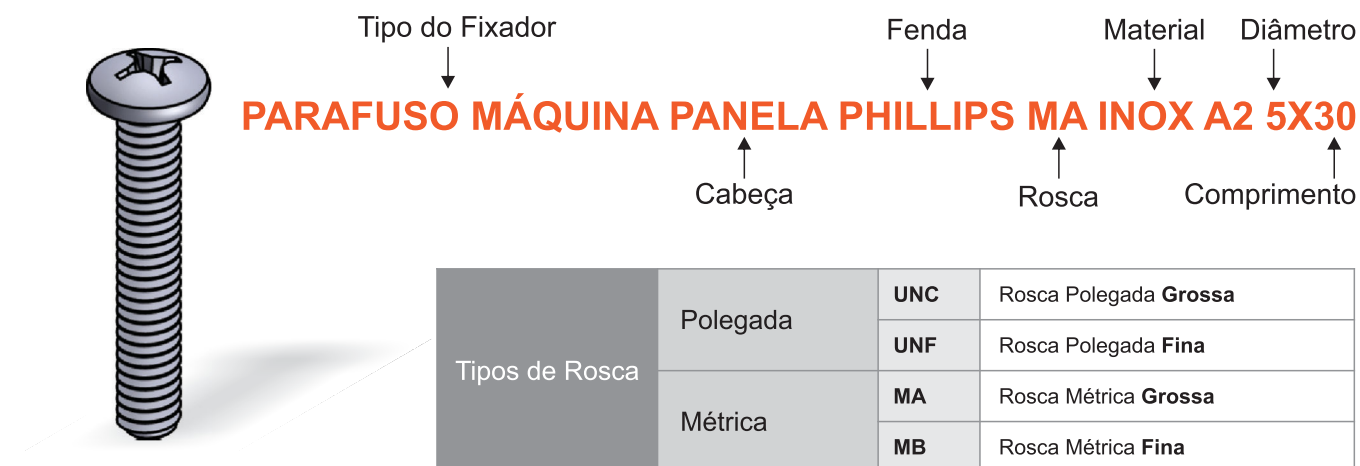 Tipo do Fixador Fenda Material Diâmetro
PARAFUSO MÁQUINA PANELA PHILLIPS MA INOX A2 5X30
Cabeça Rosca Comprimento
Tipos de Rosca
Polegada
UNC Rosca Polegada Grossa
UNF Rosca Polegada Fina
Métrica
MA Rosca Métrica Grossa
MB Rosca Métrica Fina